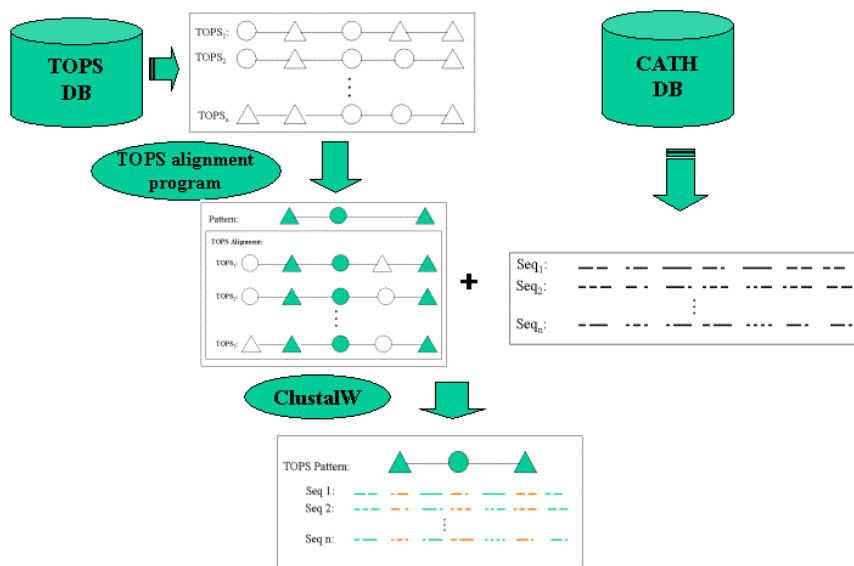 TOPS
DB
TOPS1:
TOPS2
TOPSn
CATH
DB
TOPS alignment
program
Pattern:
TOPS Alignment:
TOPS1:
TOPS2:
TOPS?:
+
Seq1:
Seq2:
Seqn:
ClustalW
TOPS Pattern:
Seq 1:
Seq 2:
Seq n: